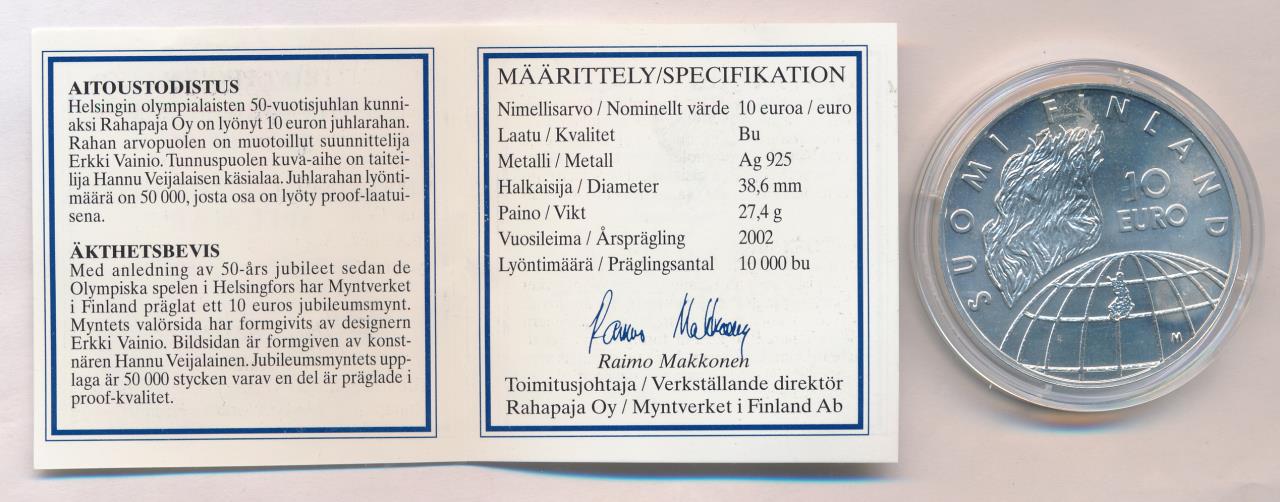 AITOUSTODISTUS
Helsingin olympialaisten 50-vuotisjuhlan kunni-
aksi Rahapaja Oy on lyönyt 10 euron juhlarahan.
Rahan arvopuolen on muotoillut suunnittelija
Erkki Vainio. Tunnuspuolen kuva-aihe on taitei-
lija Hannu Veijalaisen käsialaa. Juhlarahan lyönti-
määrä on 50 000, josta osa on lyöty proof-laatui-
sena.
ÄKTHETSBEVIS
Med anledning av 50-års jubileet sedan de
Olympiska spelen i Helsingfors har Myntverket
i Finland präglat ett 10 euros jubileumsmynt.
Myntets valörsida har formgivits av designern
Erkki Vainio. Bildsidan är formgiven av konst-
nären Hannu Veijalainen. Jubileumsmyntets upp-
laga är 50 000 stycken varav en del är präglade i
proof-kvalitet.
MÄÄRITTELY/SPECIFIKATION
Nimellisarvo / Nominellt värde 10 euroa / euro
Laatu / Kvalitet Bu
Metalli / Metall Ag 925
Halkaisija / Diameter 38,6 mm
Paino / Vikt 27,4 g
Vuosileima / Årsprägling 2002
Lyöntimäärä / Präglingsantal 10 000 bu
Raimo Makkonen
Raimo Makkonen
Toimitusjohtaja / Verkställande direktör
Rahapaja Oy / Myntverket i Finland Ab
SUOMI FINLAND
10
EURO
M